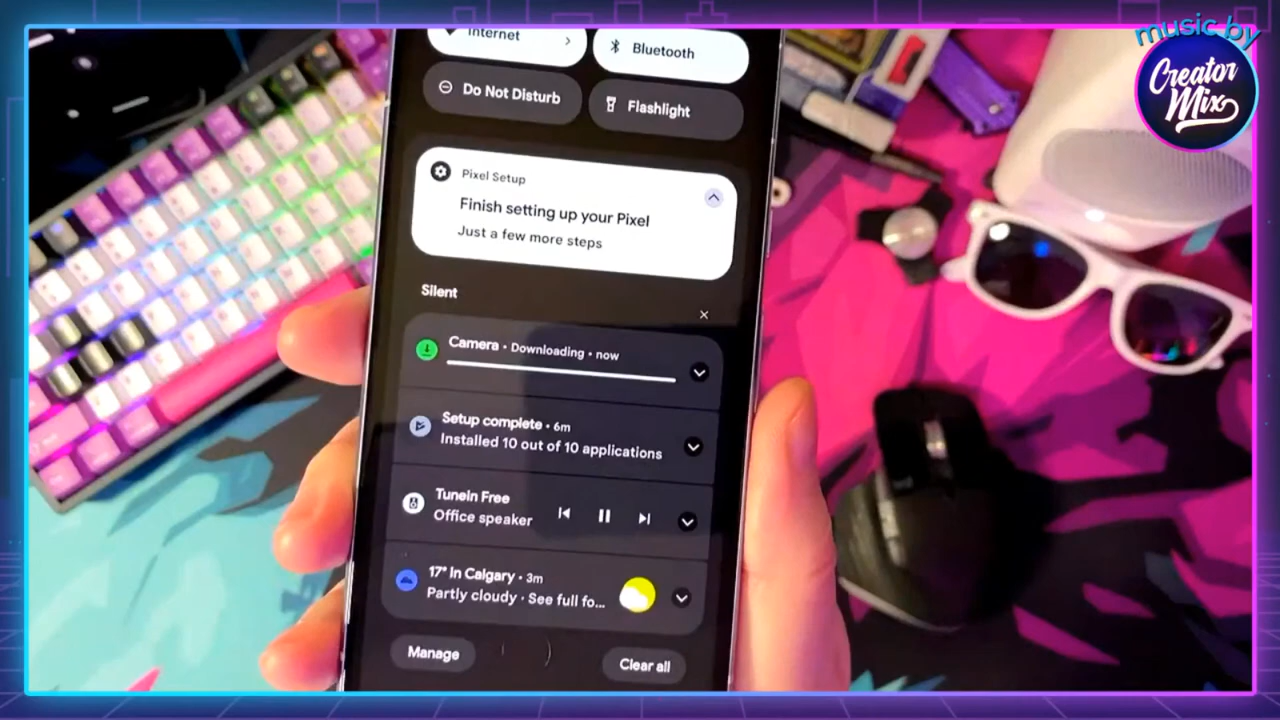 music by
Creator
Mix
Internet
Bluetooth
Do Not Disturb
Flashlight
Pixel Setup
Finish setting up your Pixel
Just a few more steps
Silent
Camera • Downloading • now
Setup complete • 6m
Installed 10 out of 10 applications
TuneIn Free
Office speaker
17° in Calgary • 3m
Partly cloudy · See full fo...
Manage
Clear all